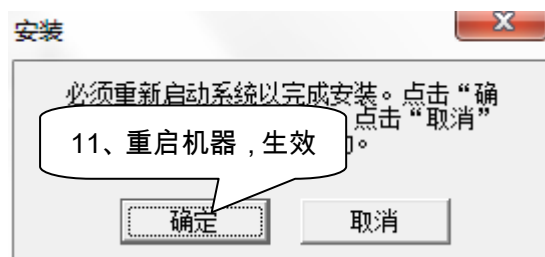 安装
必须重新启动系统以完成安装。点击“确
点击“取消”
11、重启机器，生效
。
确定
取消